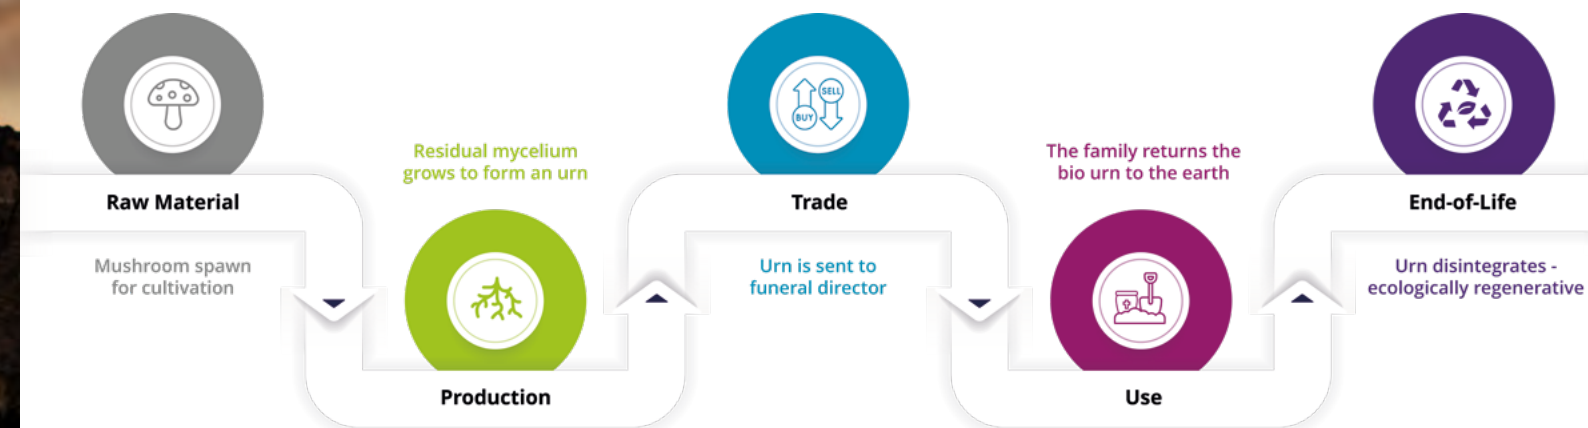 SELL
BUY
Residual mycelium
grows to form an urn
The family returns the
bio urn to the earth
Raw Material
Trade
End-of-Life
Mushroom spawn
for cultivation
Urn is sent to
funeral director
Urn disintegrates -
ecologically regenerative
Production
Use